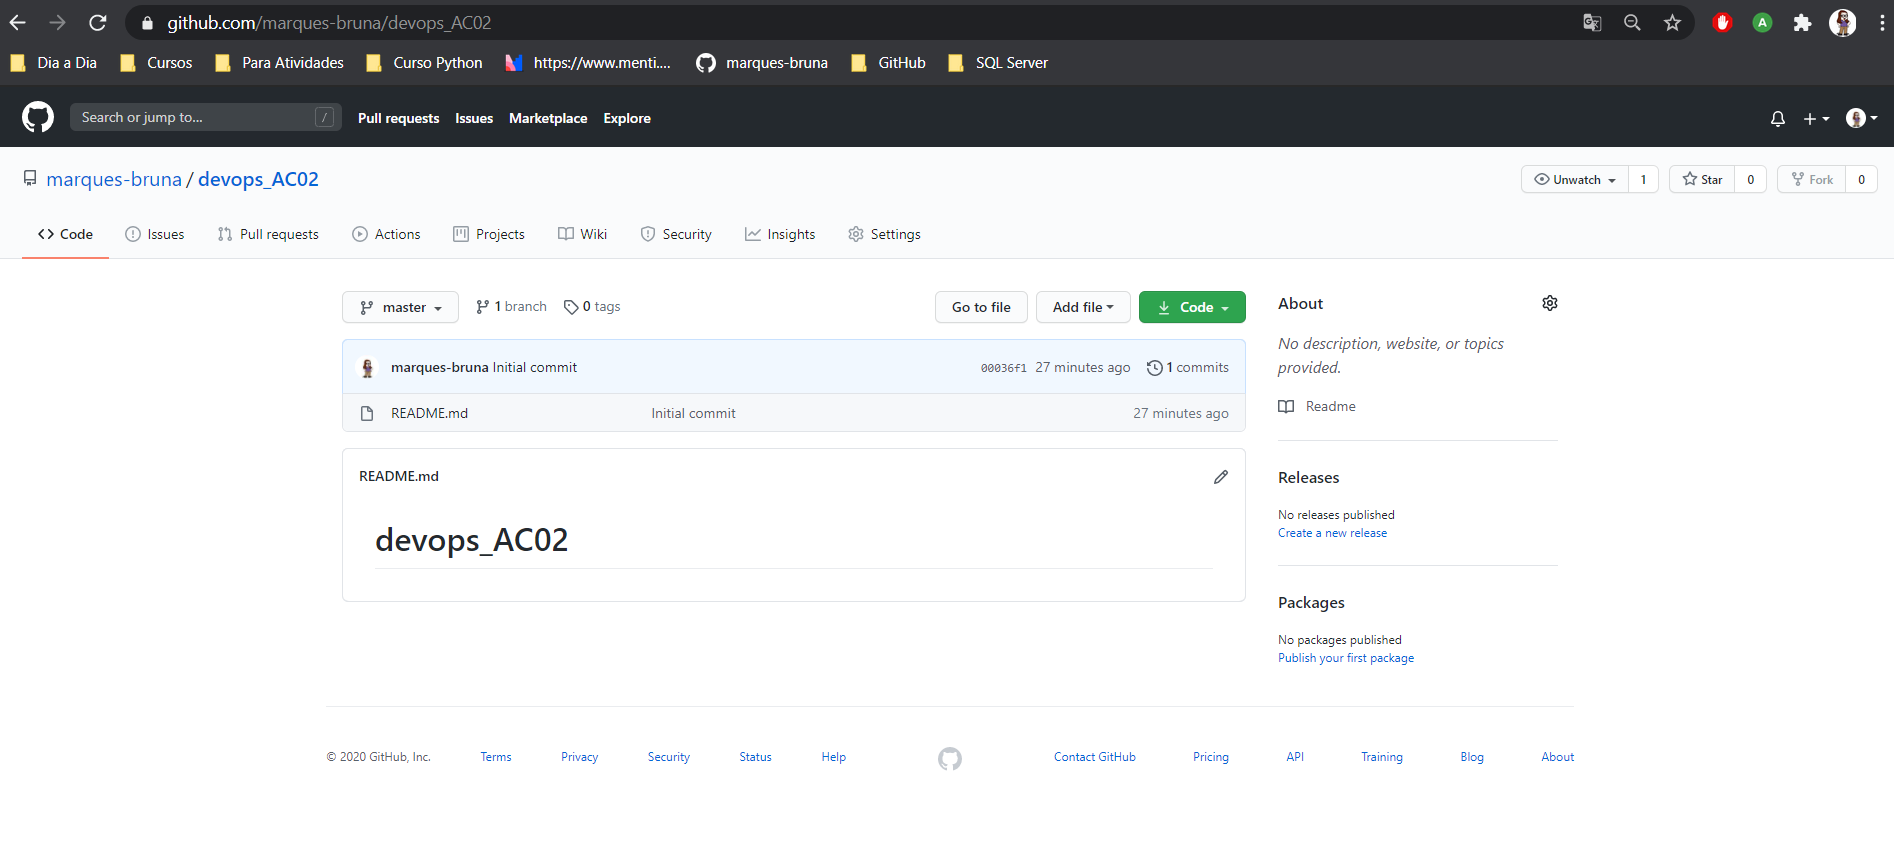 github.com/marques-bruna/devops_AC02
A
Dia a Dia Cursos Para Atividades Curso Python https://www.menti.... marques-bruna GitHub SQL Server
Search or jump to... / Pull requests Issues Marketplace Explore
marques-bruna / devops_AC02 Unwatch 1 Star 0 Fork 0
Code Issues Pull requests Actions Projects Wiki Security Insights Settings
master 1 branch 0 tags Go to file Add file Code
marques-bruna Initial commit 00036f1 27 minutes ago 1 commits
README.md Initial commit 27 minutes ago
README.md
devops_AC02
About
No description, website, or topics
provided.
Readme
Releases
No releases published
Create a new release
Packages
No packages published
Publish your first package
© 2020 GitHub, Inc. Terms Privacy Security Status Help Contact GitHub Pricing API Training Blog About